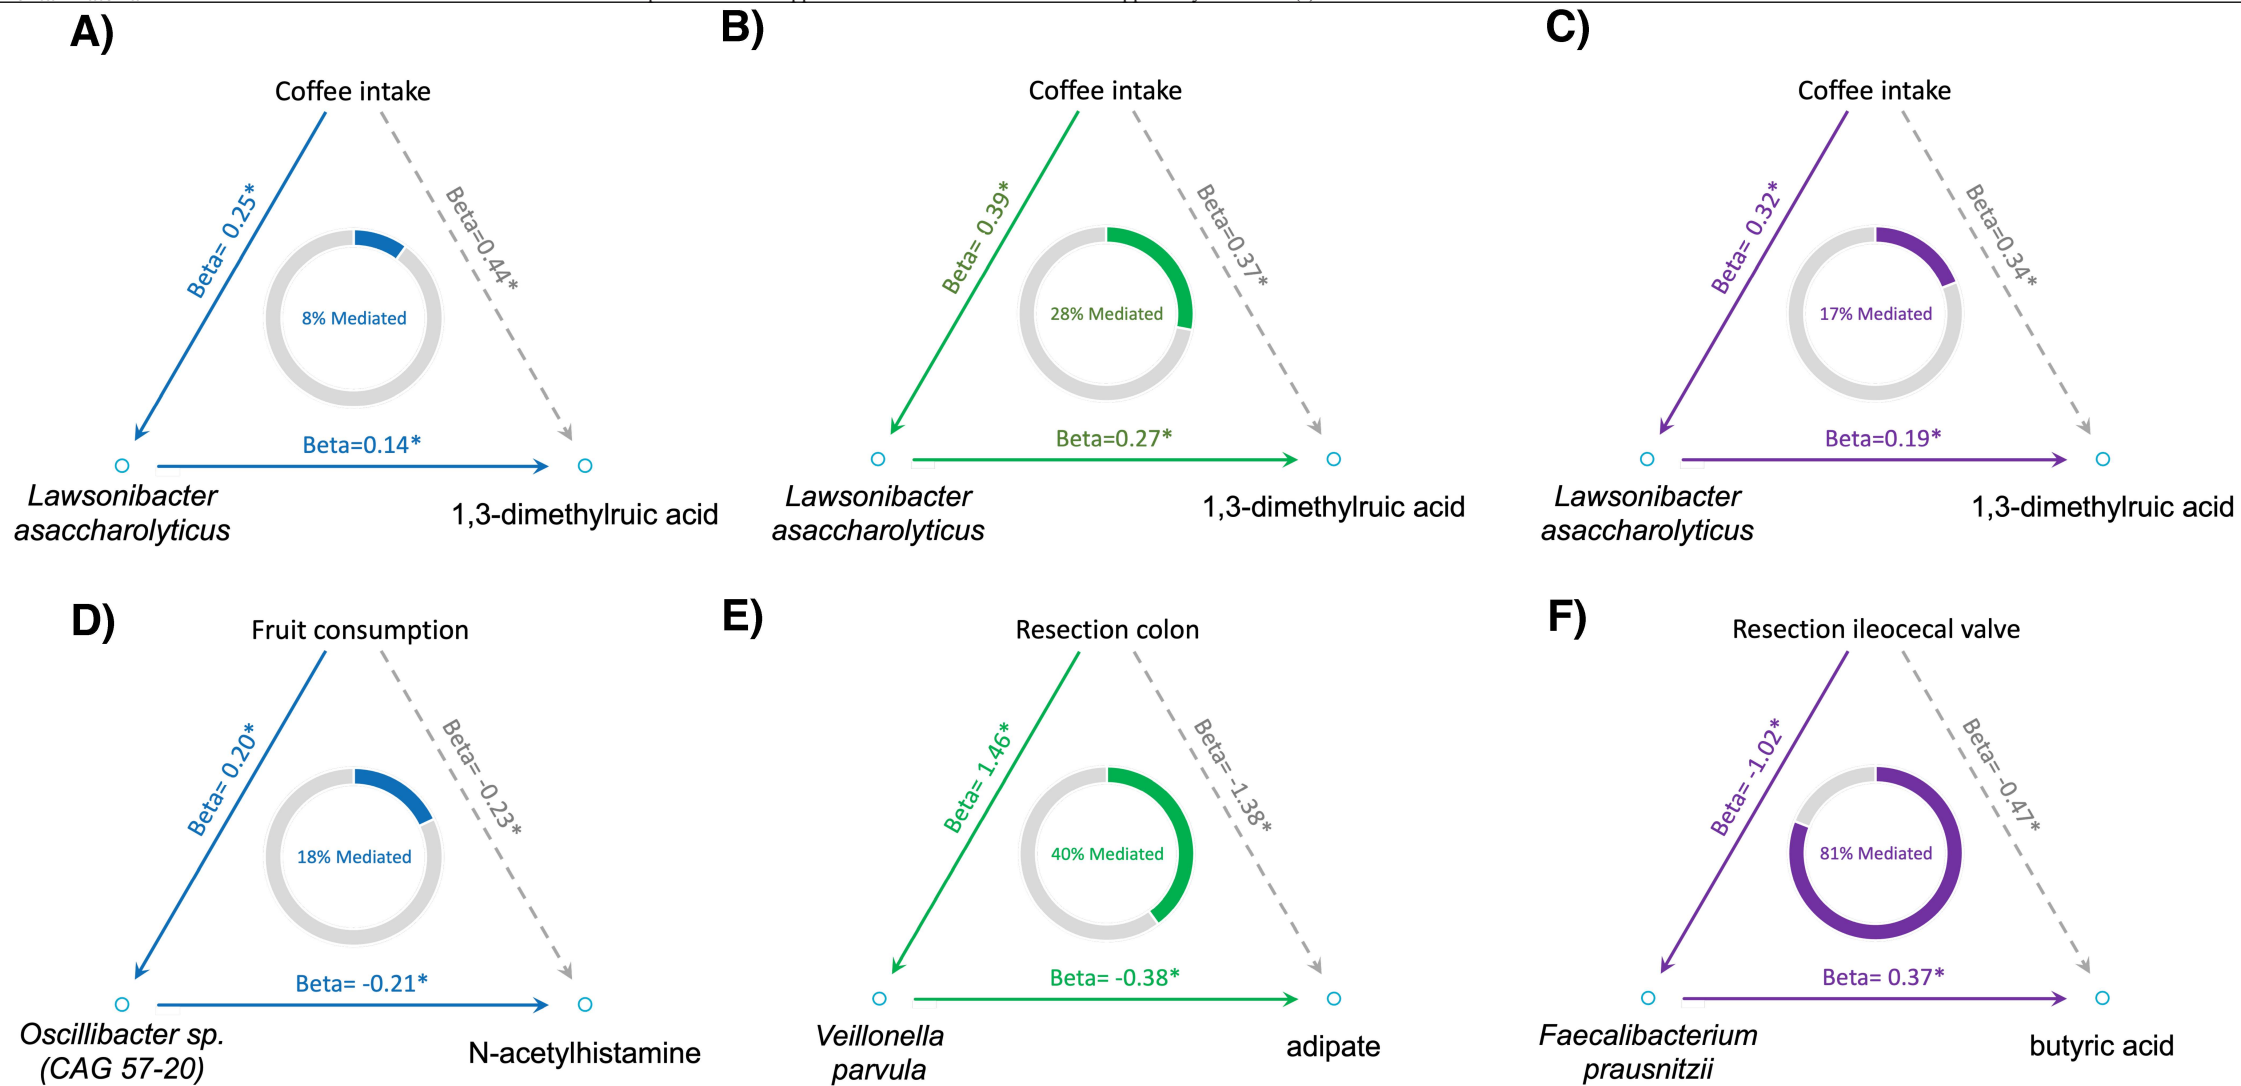 A)
Coffee intake
Beta= 0.25*
Beta=0.44*
8% Mediated
Beta=0.14*
Lawsonibacter
asaccharolyticus
1,3-dimethylruic acid
B)
Coffee intake
Beta= 0.39*
Beta=0.37*
28% Mediated
Beta=0.27*
Lawsonibacter
asaccharolyticus
1,3-dimethylruic acid
C)
Coffee intake
Beta= 0.32*
Beta=0.34*
17% Mediated
Beta=0.19*
Lawsonibacter
asaccharolyticus
1,3-dimethylruic acid
D)
Fruit consumption
Beta= 0.20*
Beta= -0.23*
18% Mediated
Beta= -0.21*
Oscillibacter sp.
(CAG 57-20)
N-acetylhistamine
E)
Resection colon
Beta= 1.46*
Beta= -1.38*
40% Mediated
Beta= -0.38*
Veillonella
parvula
adipate
F)
Resection ileocecal valve
Beta= -1.02*
Beta= -0.47*
81% Mediated
Beta= 0.37*
Faecalibacterium
prausnitzii
butyric acid